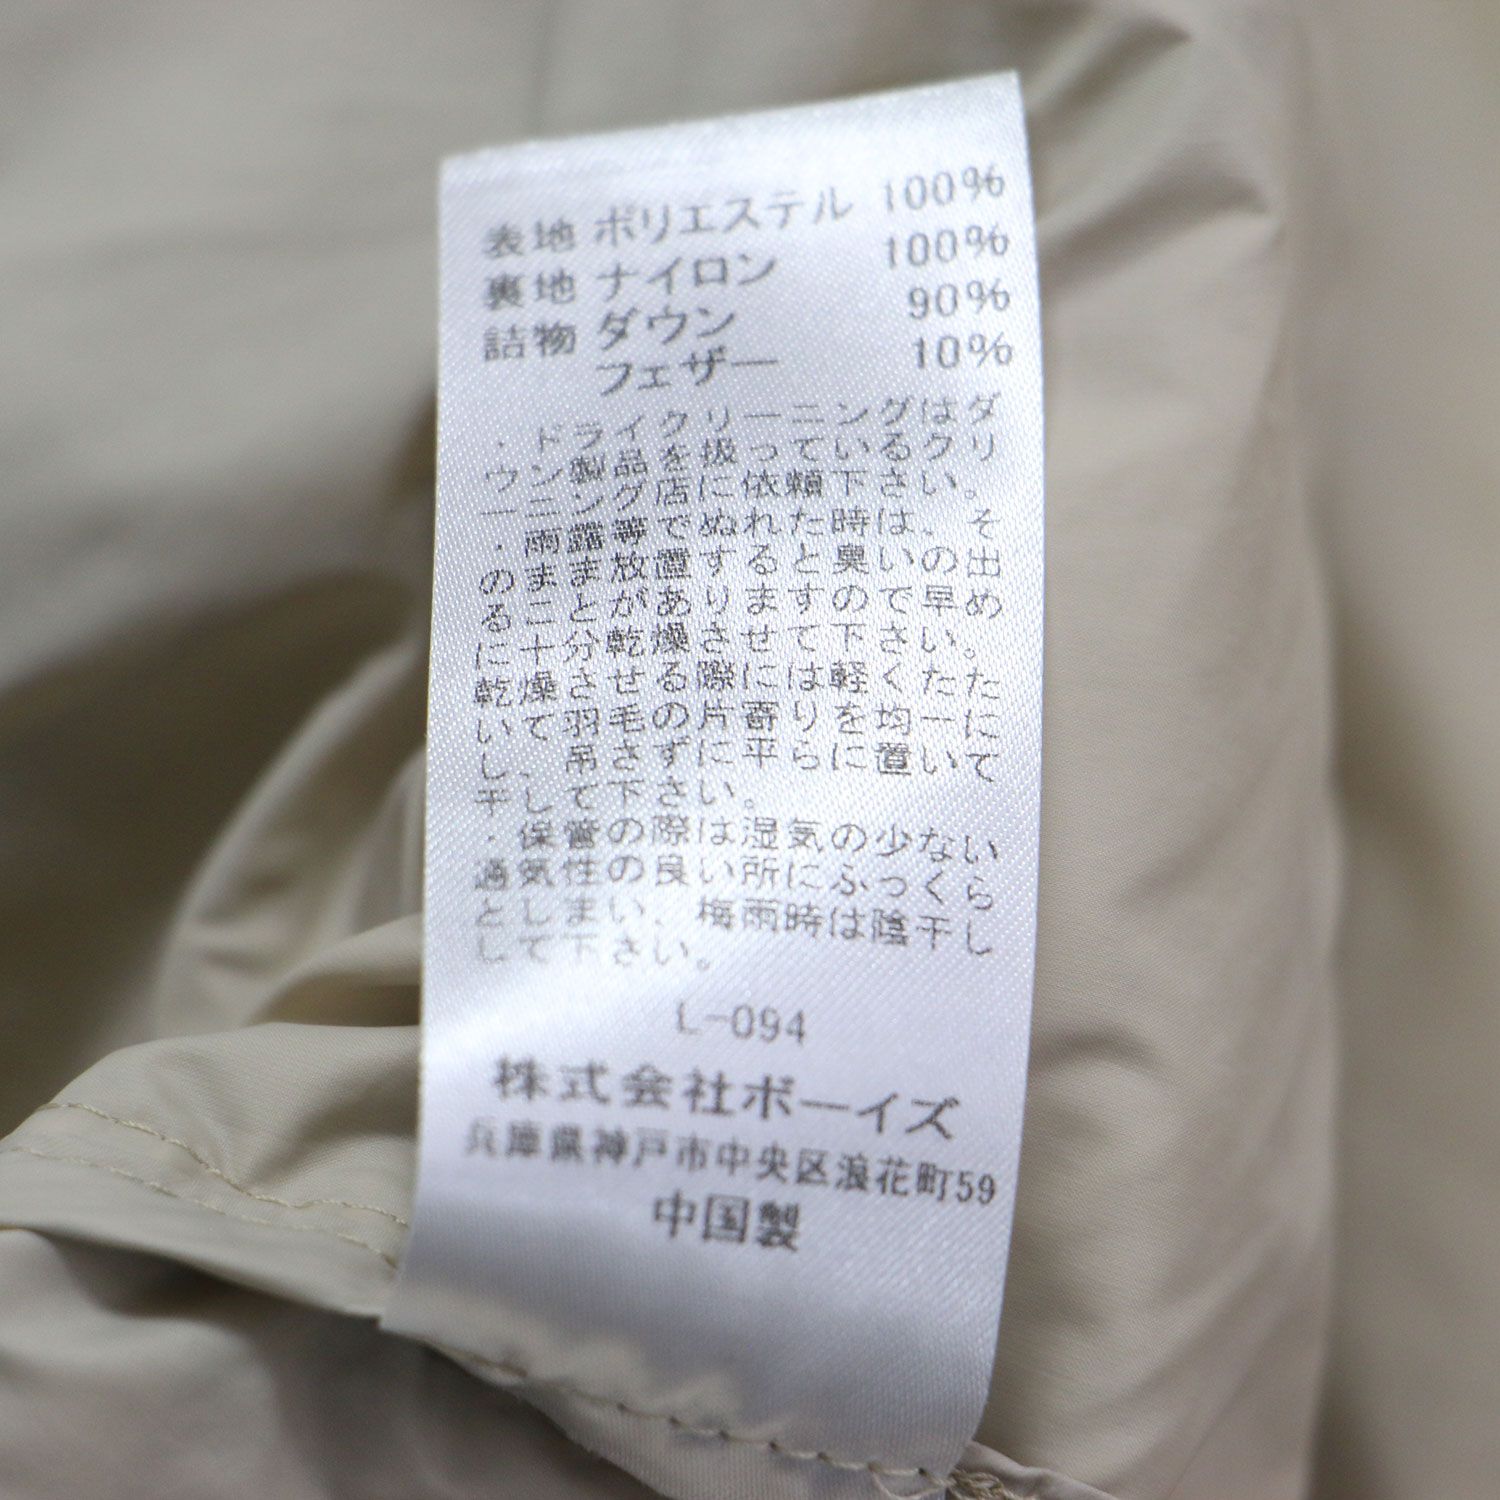 表地 ポリエステル 100%
裏地 ナイロン 100%
詰物 ダウン 90%
フェザー 10%
・ドライクリーニングはダ
ウン製品を扱っているクリ
ーニング店に依頼下さい。
・雨露等でぬれた時は、そ
のまま放置すると臭いの出
ることがありますので早め
に十分乾燥させて下さい。
乾燥させる際には軽くたた
いて羽毛の片寄りを均一に
し、吊さずに平らに置いて
干して下さい。
・保管の際は湿気の少ない
通気性の良い所にふっくら
としまい、梅雨時は陰干し
して下さい。
L-094
株式会社ボーイズ
兵庫県神戸市中央区浪花町59
中国製